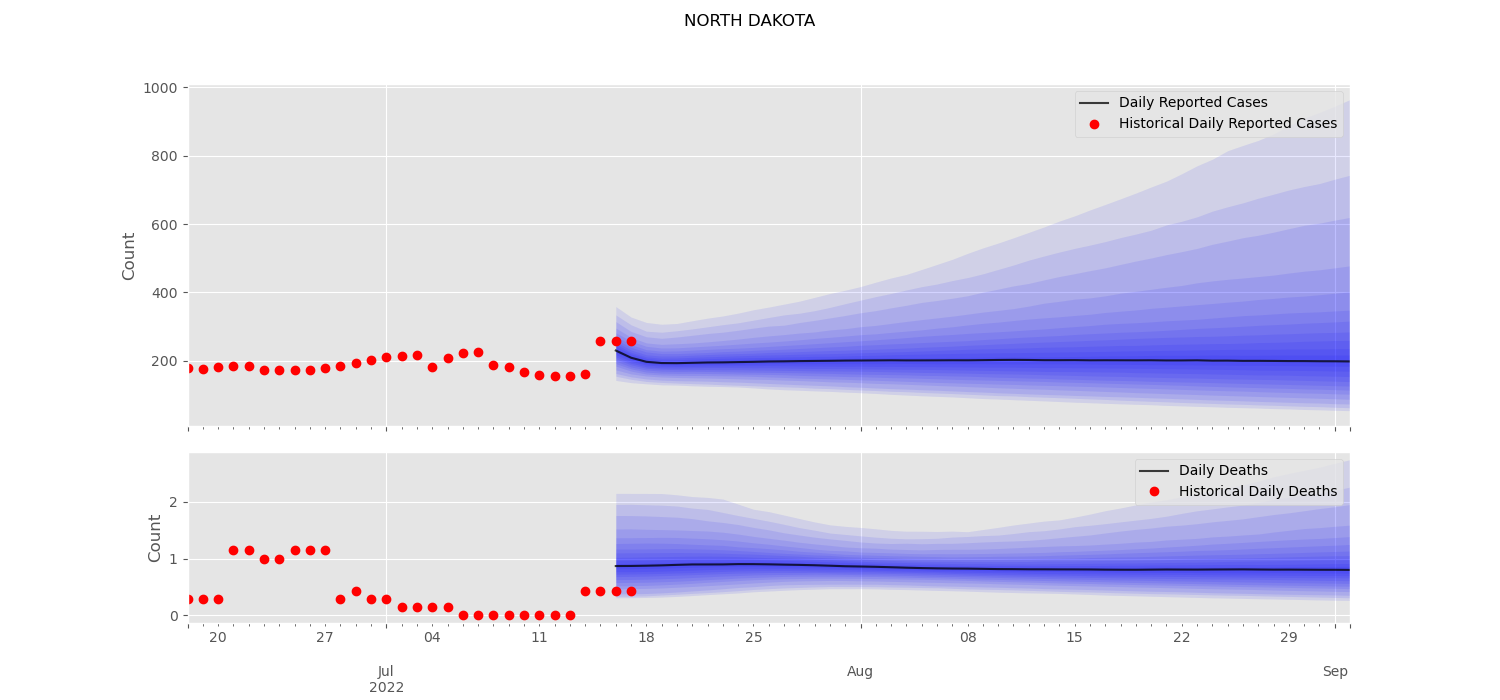 NORTH DAKOTA
1000
800
600
400
200
Count
Daily Reported Cases
Historical Daily Reported Cases
2
1
0
Count
Daily Deaths
Historical Daily Deaths
20 27 04 11 18 25 08 15 22 29
Jul Aug Sep
2022